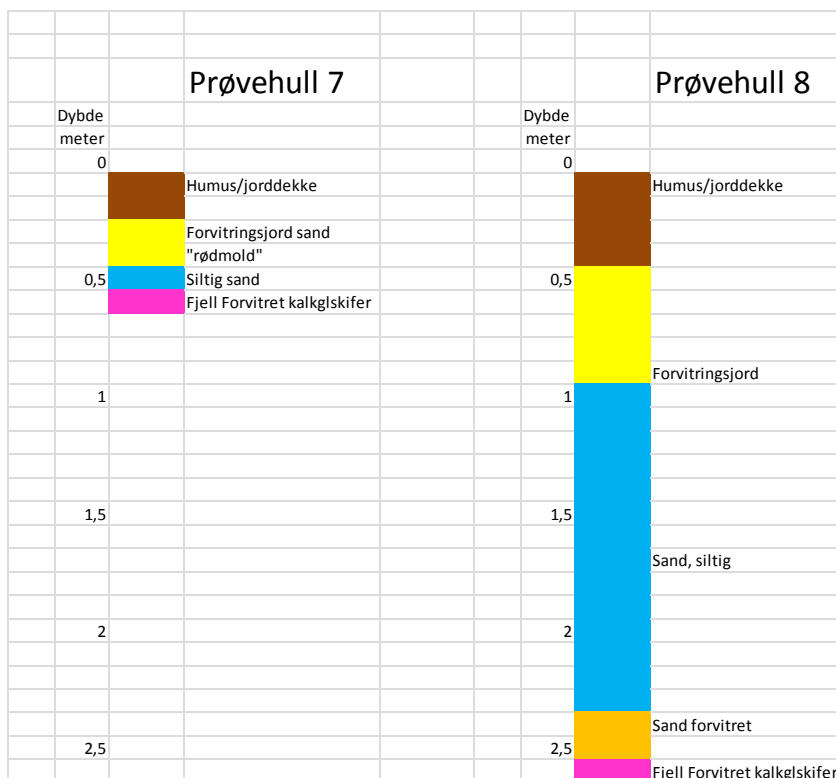 Prøvehull 7
Prøvehull 8
Dybde
Dybde
meter
meter
0
0
Humus/jorddekke
Humus/jorddekke
Forvitringsjord sand
"rødmold"
0,5
Siltig sand
0,5
Fjell Forvitret kalkglskifer
Forvitringsjord
1
1
1,5
1,5
Sand, siltig
2
2
Sand forvitret
2,5
2,5
Fjell Forvitret kalkglskifer